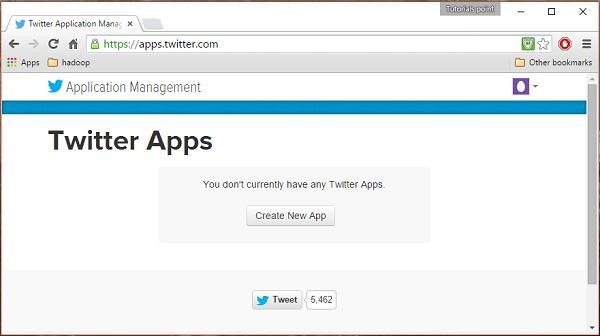 Tutorials point
Twitter Application Manag
https://apps.twitter.com
Apps hadoop Other bookmarks
Application Management
Twitter Apps
You don't currently have any Twitter Apps.
Create New App
Tweet 5,462